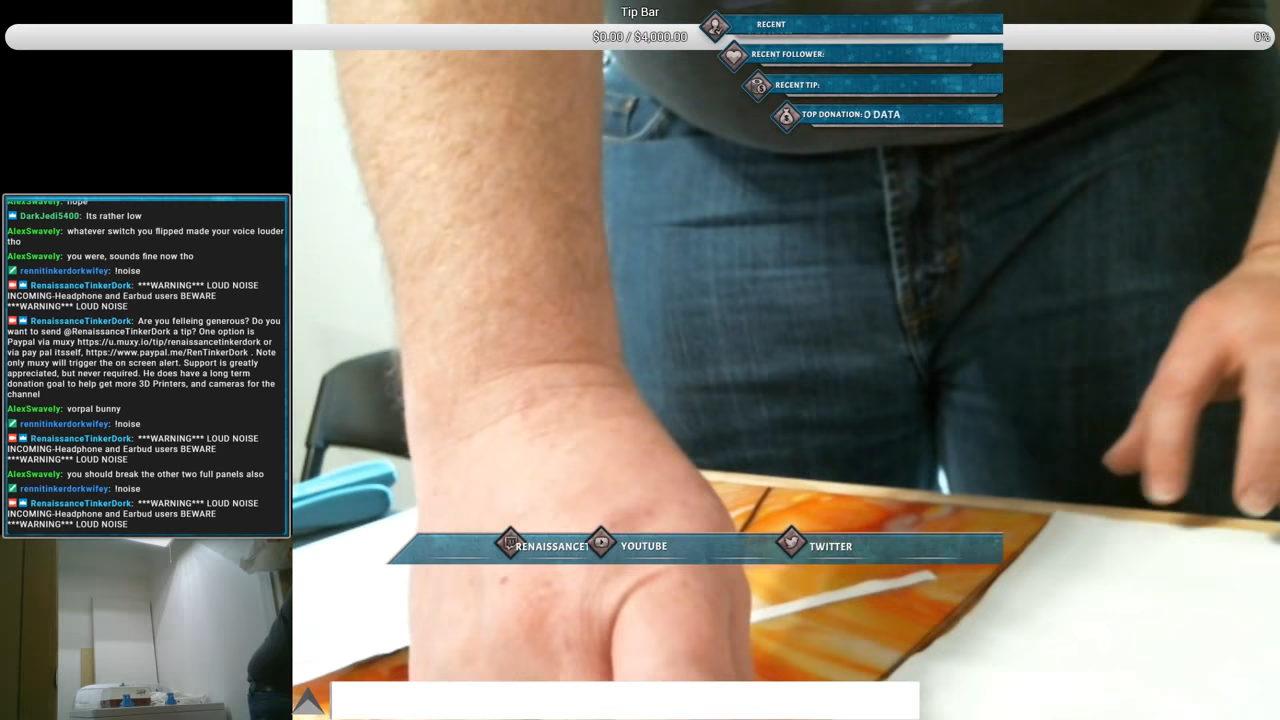 Tip Bar
$0.00 / $4,000.00
0%
RECENT
RECENT FOLLOWER:
RECENT TIP:
TOP DONATION: O DATA
AlexSwavely: nope
DarkJedi5400: Its rather low
AlexSwavely: whatever switch you flipped made your voice louder
tho
AlexSwavely: you were, sounds fine now tho
rennitinkerdorkwifey: !noise
RenaissanceTinkerDork: ***WARNING*** LOUD NOISE
INCOMING-Headphone and Earbud users BEWARE
***WARNING*** LOUD NOISE
RenaissanceTinkerDork: Are you felleing generous? Do you
want to send @RenaissanceTinkerDork a tip? One option is
Paypal via muxy https://u.muxy.io/tip/renaissancetinkerdork or
via pay pal itsself, https://www.paypal.me/RenTinkerDork . Note
only muxy will trigger the on screen alert. Support is greatly
appreciated, but never required. He does have a long term
donation goal to help get more 3D Printers, and cameras for the
channel
AlexSwavely: vorpal bunny
rennitinkerdorkwifey: !noise
RenaissanceTinkerDork: ***WARNING*** LOUD NOISE
INCOMING-Headphone and Earbud users BEWARE
***WARNING*** LOUD NOISE
AlexSwavely: you should break the other two full panels also
rennitinkerdorkwifey: !noise
RenaissanceTinkerDork: ***WARNING*** LOUD NOISE
INCOMING-Headphone and Earbud users BEWARE
***WARNING*** LOUD NOISE
RENAISSANCET
YOUTUBE
TWITTER